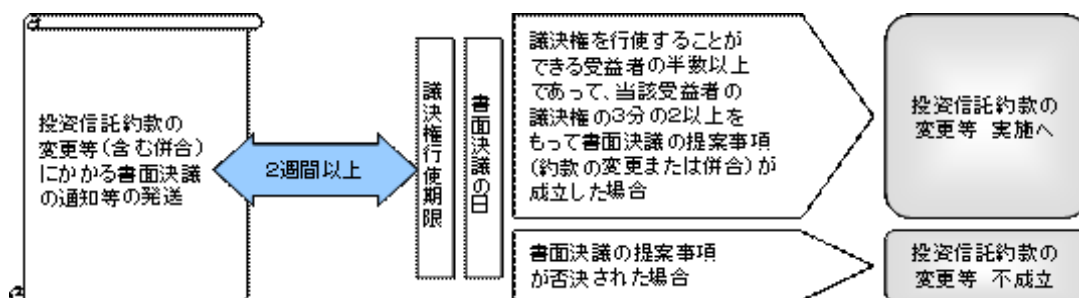 投資信託約款の
変更等(含む併合)
にかかる書面決議
の通知等の発送
2週間以上
議決権行使期限
書面決議の日
議決権を行使することが
できる受益者の半数以上
であって、当該受益者の
議決権の3分の2以上を
もって書面決議の提案事項
(約款の変更または併合)が
成立した場合
投資信託約款の
変更等 実施へ
書面決議の提案事項
が否決された場合
投資信託約款の
変更等 不成立